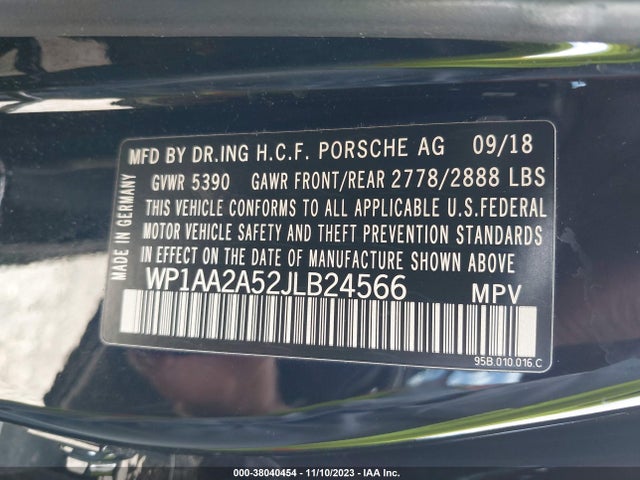 MFD BY DR.ING H.C.F. PORSCHE AG 09/18
GVWR 5390 GAWR FRONT/REAR 2778/2888 LBS
THIS VEHICLE CONFORMS TO ALL APPLICABLE U.S.FEDERAL
MOTOR VEHICLE SAFETY AND THEFT PREVENTION STANDARDS
IN EFFECT ON THE DATE OF MANUFACTURE SHOWN ABOVE
WP1AA2A52JLB24566 MPV
95B.010.016.C
MADE IN GERMANY
000-38040454 - 11/10/2023 - IAA Inc.